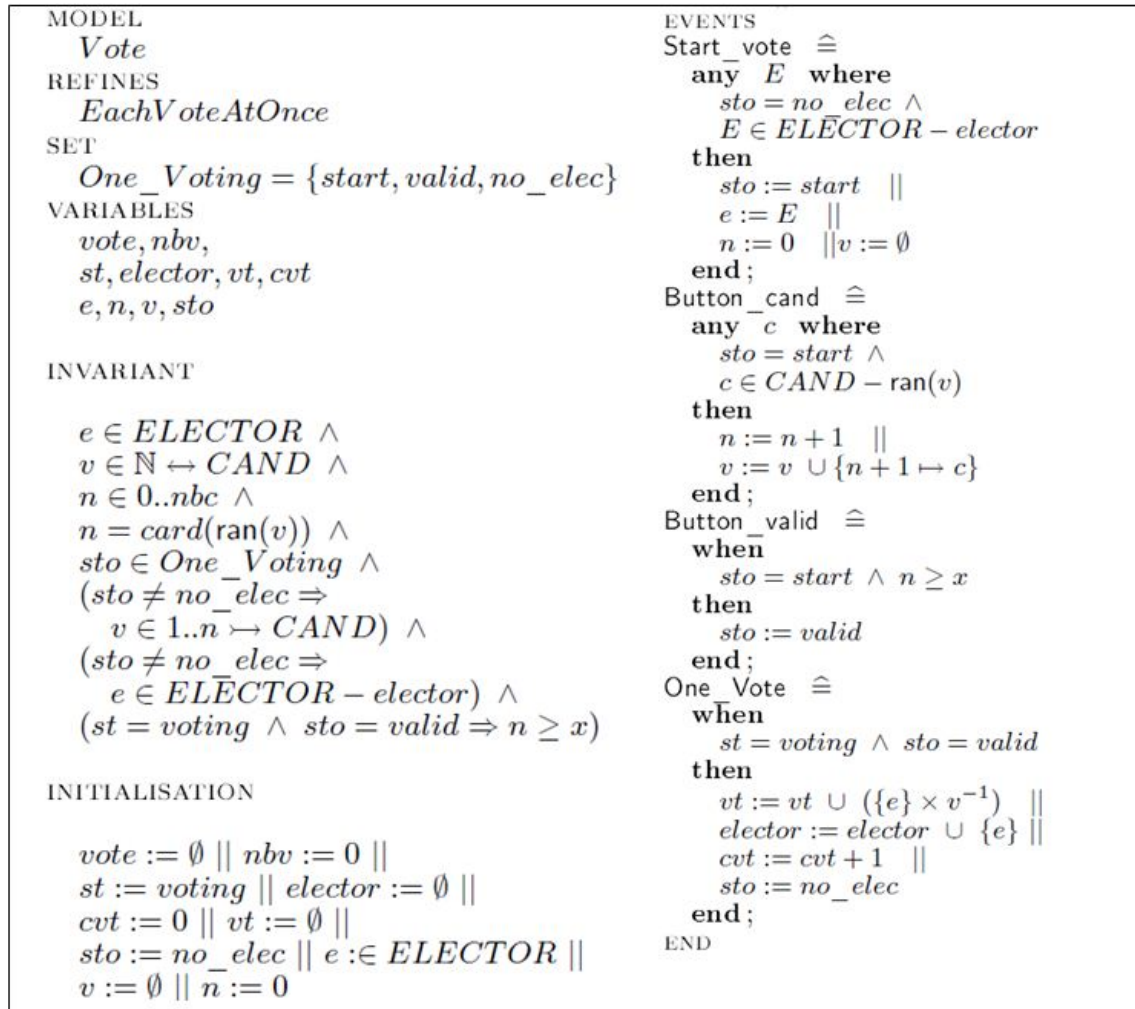 MODEL
Vote
REFINES
EachVoteAtOnce
SET
One_Voting = {start, valid, no_elec}
VARIABLES
vote, nbv,
st, elector, vt, cvt
e, n, v, sto
INVARIANT
e ∈ ELECTOR ∧
v ∈ ℕ ↔ CAND ∧
n ∈ 0..nbc ∧
n = card(ran(v)) ∧
sto ∈ One_Voting ∧
(sto ≠ no_elec ⇒
v ∈ 1..n ↣ CAND) ∧
(sto ≠ no_elec ⇒
e ∈ ELECTOR − elector) ∧
(st = voting ∧ sto = valid ⇒ n ≥ x)
INITIALISATION
vote := ∅ || nbv := 0 ||
st := voting || elector := ∅ ||
cvt := 0 || vt := ∅ ||
sto := no_elec || e :∈ ELECTOR ||
v := ∅ || n := 0
EVENTS
Start_vote ≙
any E where
sto = no_elec ∧
E ∈ ELECTOR − elector
then
sto := start ||
e := E ||
n := 0 ||v := ∅
end ;
Button_cand ≙
any c where
sto = start ∧
c ∈ CAND − ran(v)
then
n := n + 1 ||
v := v ∪ {n + 1 ↦ c}
end ;
Button_valid ≙
when
sto = start ∧ n ≥ x
then
sto := valid
end ;
One_Vote ≙
when
st = voting ∧ sto = valid
then
vt := vt ∪ ({e} × v⁻¹) ||
elector := elector ∪ {e} ||
cvt := cvt + 1 ||
sto := no_elec
end ;
END